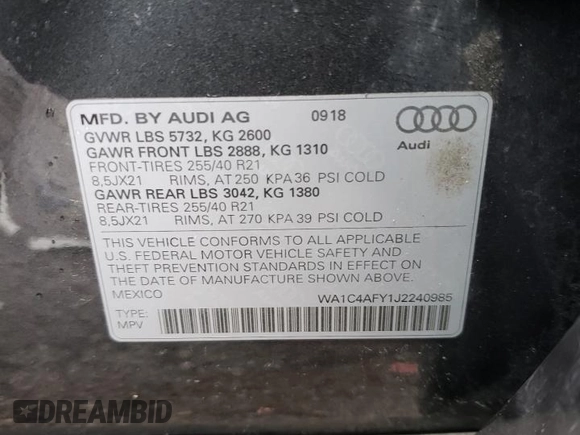 MFD. BY AUDI AG 0918
GVWR LBS 5732, KG 2600
GAWR FRONT LBS 2888, KG 1310
FRONT-TIRES 255/40 R21
8,5JX21 RIMS, AT 250 KPA 36 PSI COLD
GAWR REAR LBS 3042, KG 1380
REAR-TIRES 255/40 R21
8,5JX21 RIMS, AT 270 KPA 39 PSI COLD
Audi
THIS VEHICLE CONFORMS TO ALL APPLICABLE
U.S. FEDERAL MOTOR VEHICLE SAFETY AND
THEFT PREVENTION STANDARDS IN EFFECT ON
THE DATE OF MANUFACTURE SHOWN ABOVE.
MEXICO WA1C4AFY1J2240985
TYPE:
MPV
DREAMBID